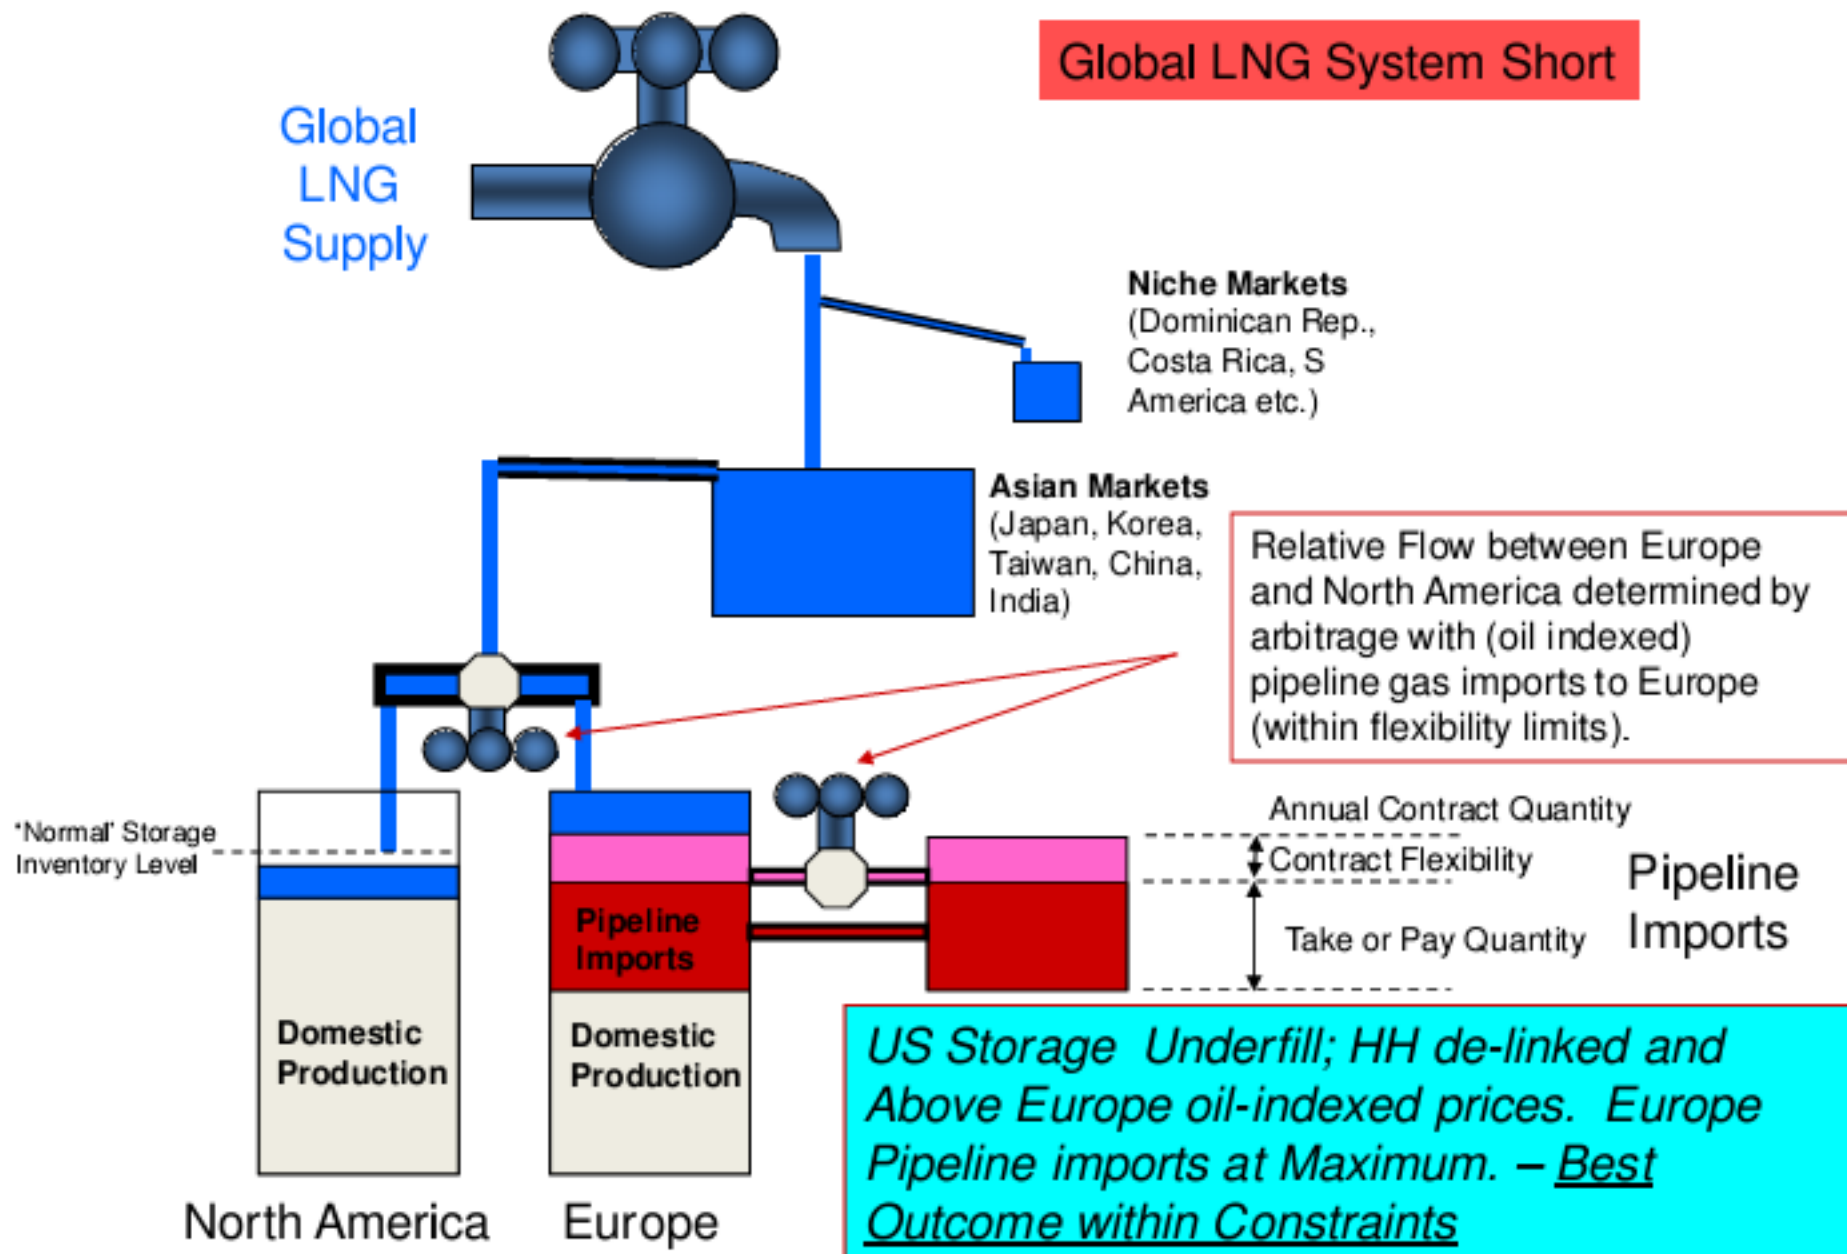 Global LNG System Short
Global
LNG
Supply
Niche Markets
(Dominican Rep.,
Costa Rica, S
America etc.)
Asian Markets
(Japan, Korea,
Taiwan, China,
India)
Relative Flow between Europe
and North America determined by
arbitrage with (oil indexed)
pipeline gas imports to Europe
(within flexibility limits).
'Normal' Storage
Inventory Level
Annual Contract Quantity
Contract Flexibility
Take or Pay Quantity
Pipeline
Imports
Pipeline
Imports
Domestic
Production
Domestic
Production
North America
Europe
US Storage Underfill; HH de-linked and
Above Europe oil-indexed prices. Europe
Pipeline imports at Maximum. – Best
Outcome within Constraints